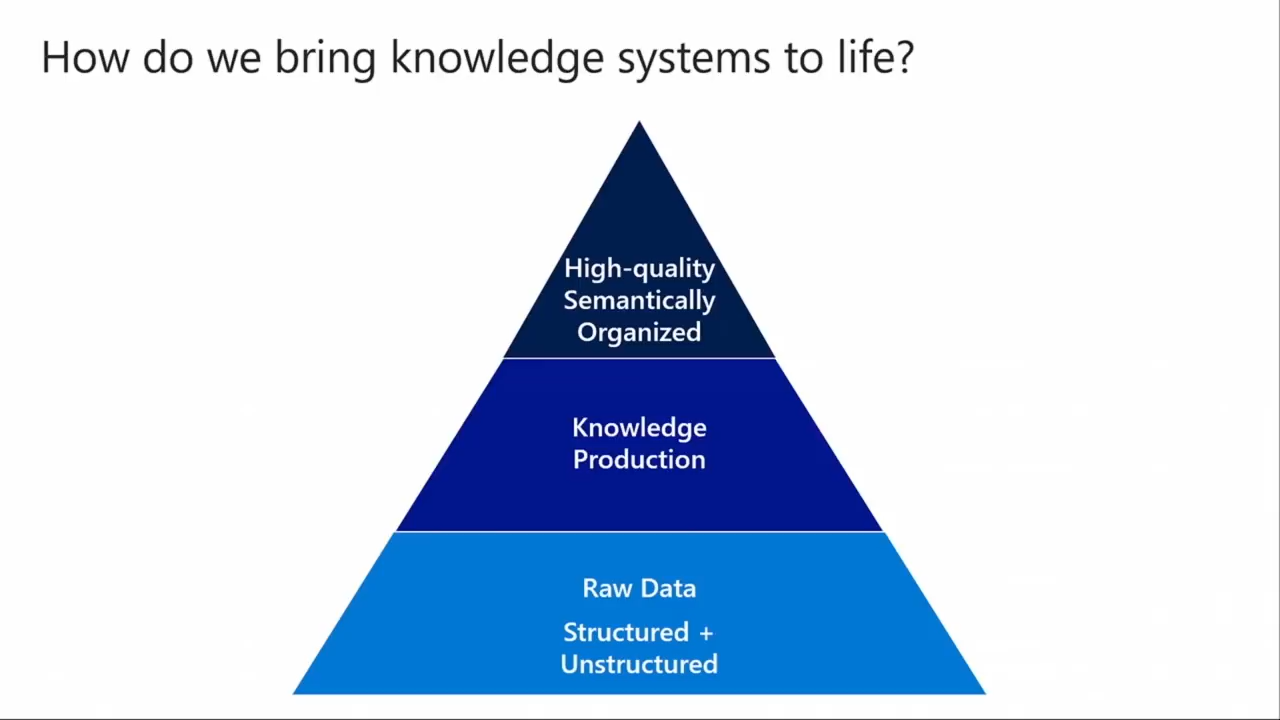 How do we bring knowledge systems to life?
High-quality
Semantically
Organized
Knowledge
Production
Raw Data
Structured +
Unstructured